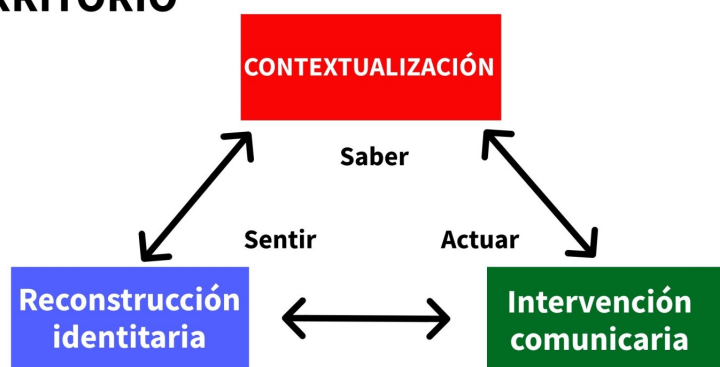 CONTEXTUALIZACIÓN
Saber
Sentir Actuar
Reconstrucción
identitaria
Intervención
comunicaria